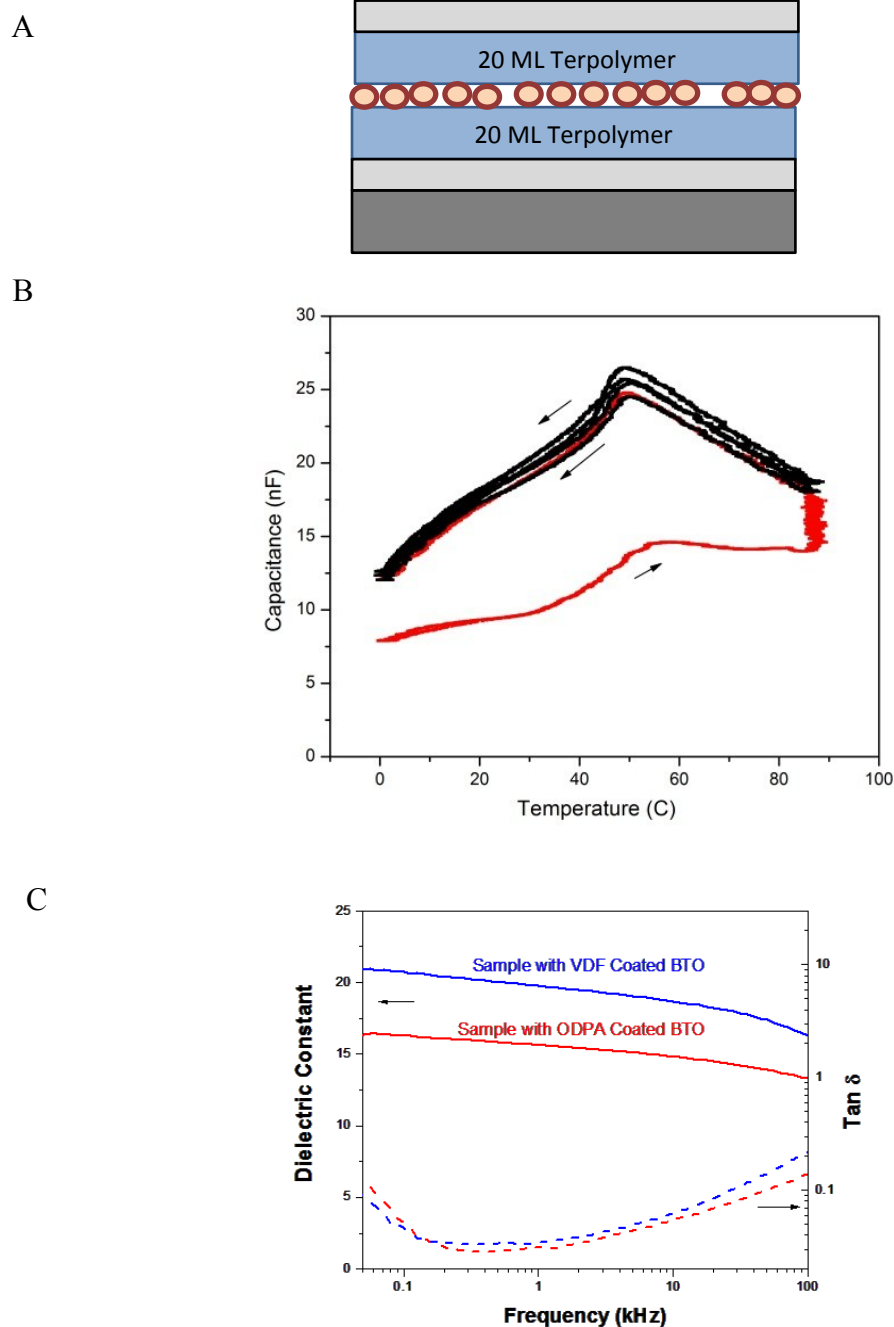 A
20 ML Terpolymer
20 ML Terpolymer
B
30
25
20
15
10
5
0
Capacitance (nF)
0 20 40 60 80 100
Temperature (C)
C
25
20
15
10
5
0
Dielectric Constant
Sample with VDF Coated BTO
Sample with ODPA Coated BTO
10
1
0.1
Tan δ
0.1 1 10 100
Frequency (kHz)